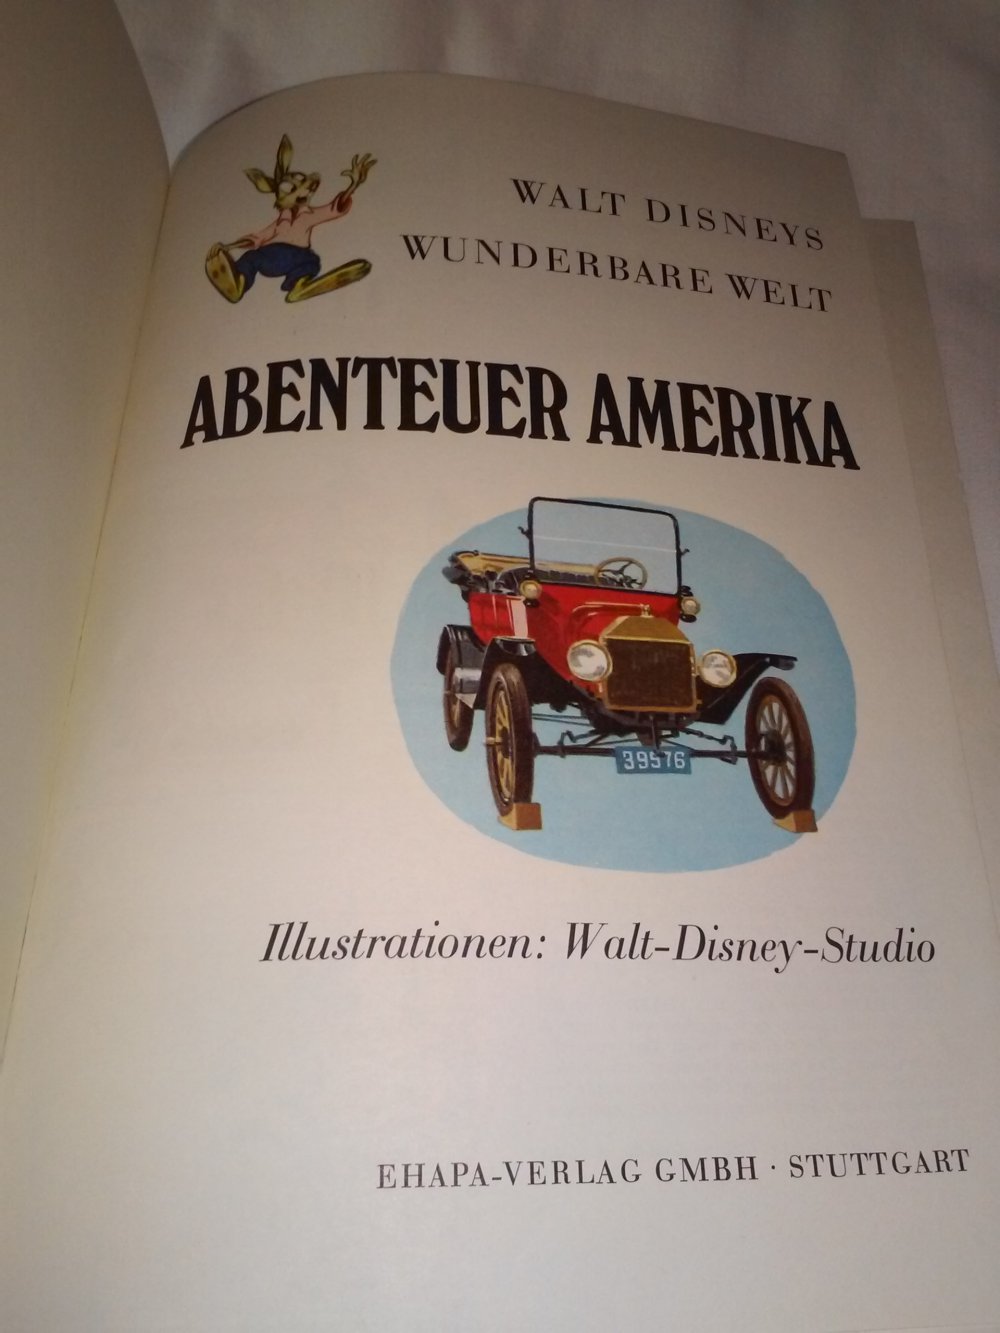 WALT DISNEYS
WUNDERBARE WELT
ABENTEUER AMERIKA
39576
Illustrationen: Walt-Disney-Studio
EHAPA-VERLAG GMBH · STUTTGART